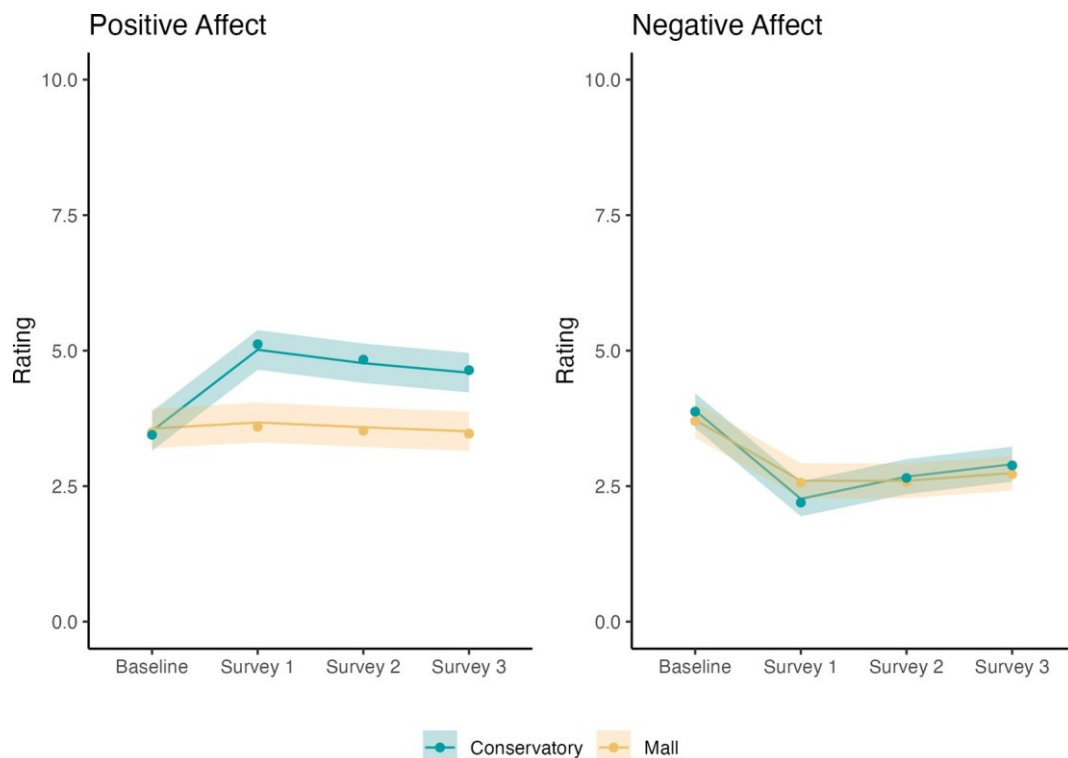 Positive Affect
10.0
7.5
5.0
2.5
0.0
Rating
Baseline Survey 1 Survey 2 Survey 3
Negative Affect
10.0
7.5
5.0
2.5
0.0
Rating
Baseline Survey 1 Survey 2 Survey 3
Conservatory Mall